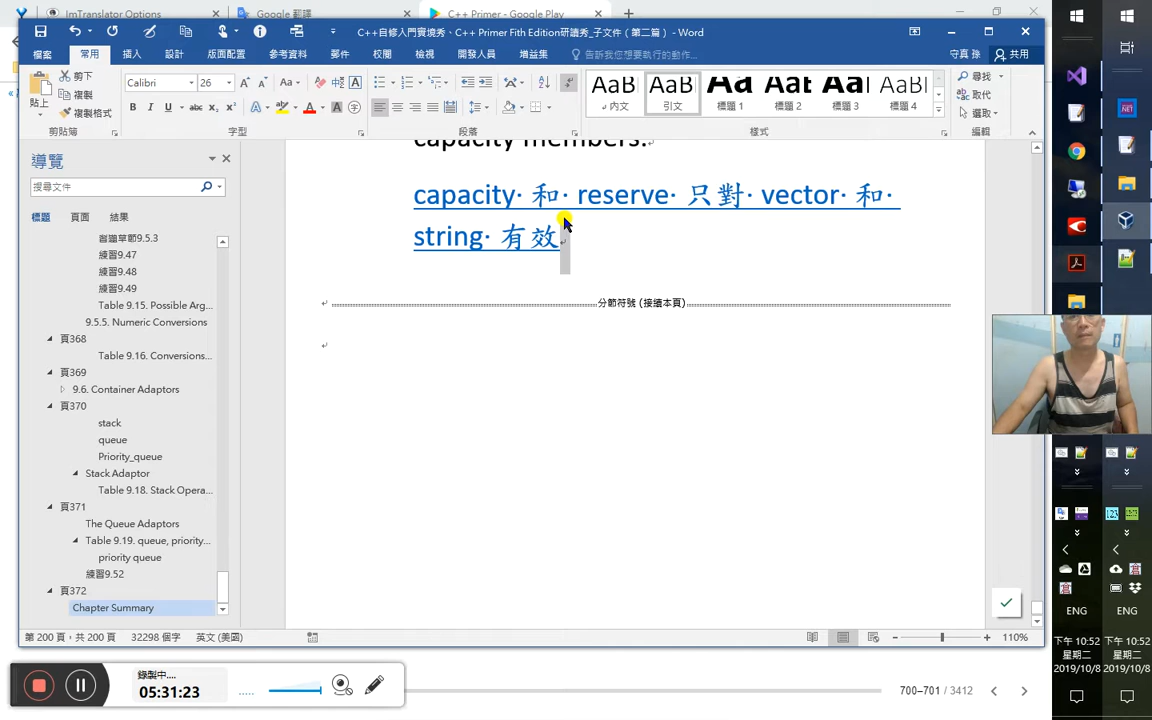 ImTranslator Options
Google 翻譯
C++ Primer - Google Play
C++自修入門實境秀、C++ Primer Fith Edition研讀秀_子文件（第二篇） - Word
檔案 常用 插入 設計 版面配置 參考資料 郵件 校閱 檢視 開發人員 增益集 告訴我您想要執行的動作... 守真 孫 共用
貼上 剪下 複製 複製格式 剪貼簿
Calibri 26 字型
段落
AaB 內文 AaB 引文 AaB 標題 1 Aat 標題 2 Aal 標題 3 AaBl 標題 4 樣式
尋找 取代 選取 編輯
導覽
搜尋文件
標題 頁面 結果
練習9.47
練習9.48
練習9.49
Table 9.15. Possible Arg...
9.5.5. Numeric Conversions
頁368
Table 9.16. Conversions...
頁369
9.6. Container Adaptors
頁370
stack
queue
Priority_queue
Stack Adaptor
Table 9.18. Stack Opera...
頁371
The Queue Adaptors
Table 9.19. queue, priority...
priority queue
練習9.52
頁372
Chapter Summary
capacity members.
capacity 和 reserve 只對 vector 和
string 有效
分節符號 (接續本頁)
第 200 頁，共 200 頁 32298 個字 英文 (美國) 110%
錄製中....
05:31:23
700–701 / 3412
ENG ENG
下午 10:52 下午 10:52
星期二 星期二
2019/10/8 2019/10/8